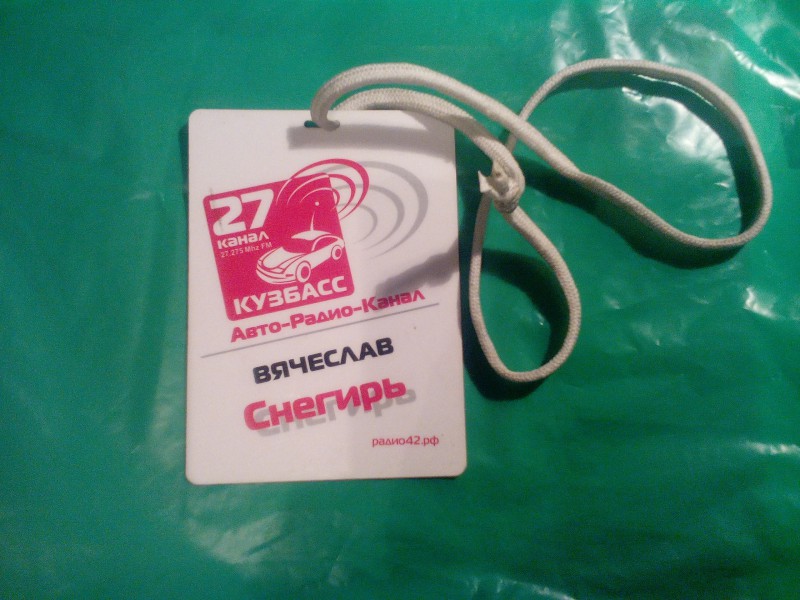 27
канал
27.275 Mhz FM
КУЗБАСС
Авто-Радио-Канал
ВЯЧЕСЛАВ
Снегирь
радио42.рф